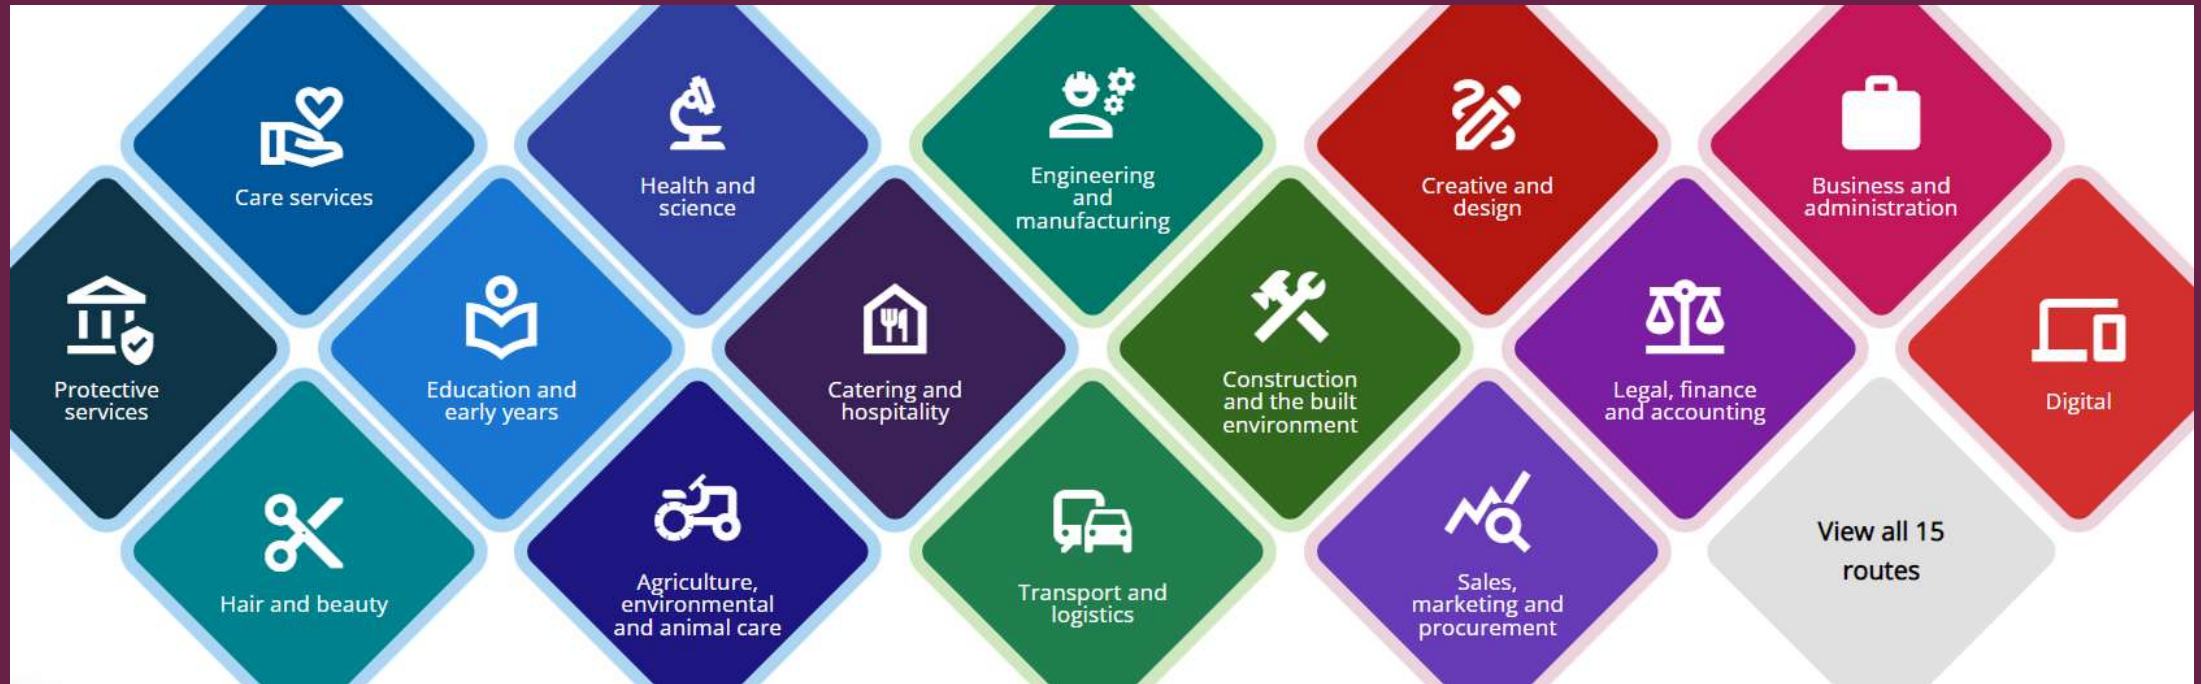 Care services
Health and
science
Engineering
and
manufacturing
Creative and
design
Business and
administration
Protective
services
Education and
early years
Catering and
hospitality
Construction
and the built
environment
Legal, finance
and accounting
Digital
Hair and beauty
Agriculture,
environmental
and animal care
Transport and
logistics
Sales,
marketing and
procurement
View all 15
routes